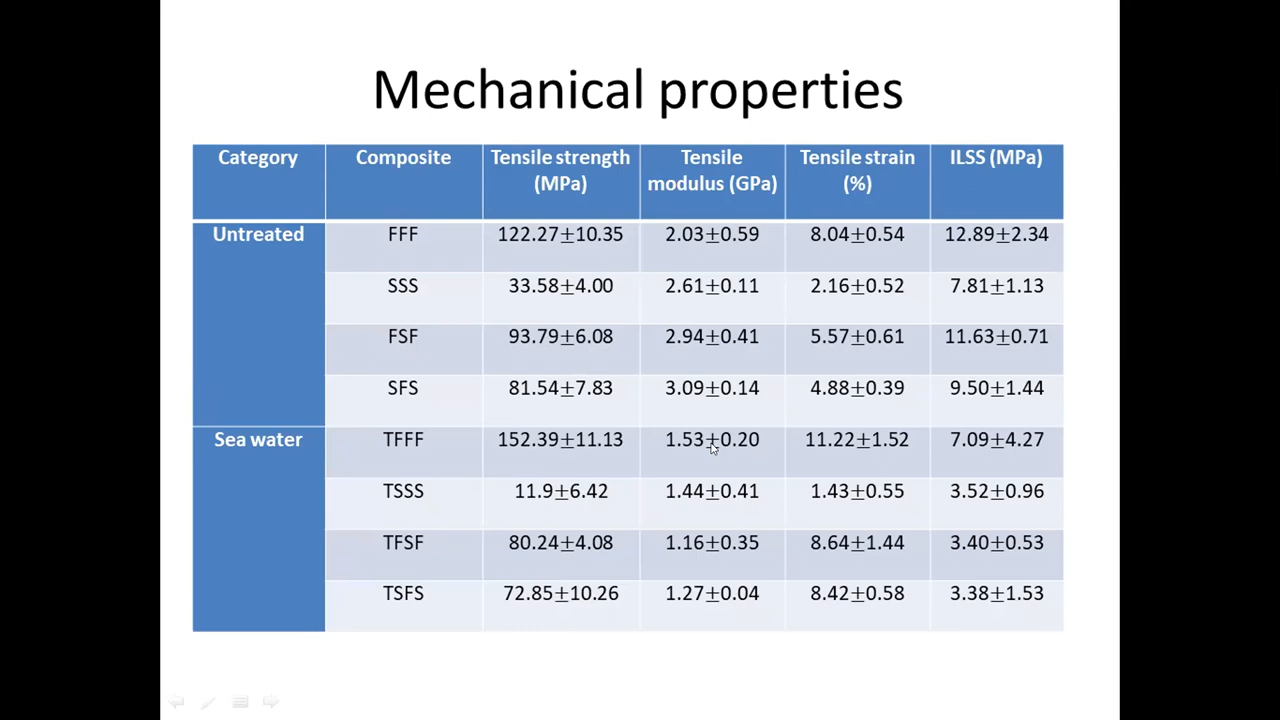 Mechanical properties
Category Composite Tensile strength (MPa) Tensile modulus (GPa) Tensile strain (%) ILSS (MPa)
Untreated FFF 122.27±10.35 2.03±0.59 8.04±0.54 12.89±2.34
SSS 33.58±4.00 2.61±0.11 2.16±0.52 7.81±1.13
FSF 93.79±6.08 2.94±0.41 5.57±0.61 11.63±0.71
SFS 81.54±7.83 3.09±0.14 4.88±0.39 9.50±1.44
Sea water TFFF 152.39±11.13 1.53±0.20 11.22±1.52 7.09±4.27
TSSS 11.9±6.42 1.44±0.41 1.43±0.55 3.52±0.96
TFSF 80.24±4.08 1.16±0.35 8.64±1.44 3.40±0.53
TSFS 72.85±10.26 1.27±0.04 8.42±0.58 3.38±1.53